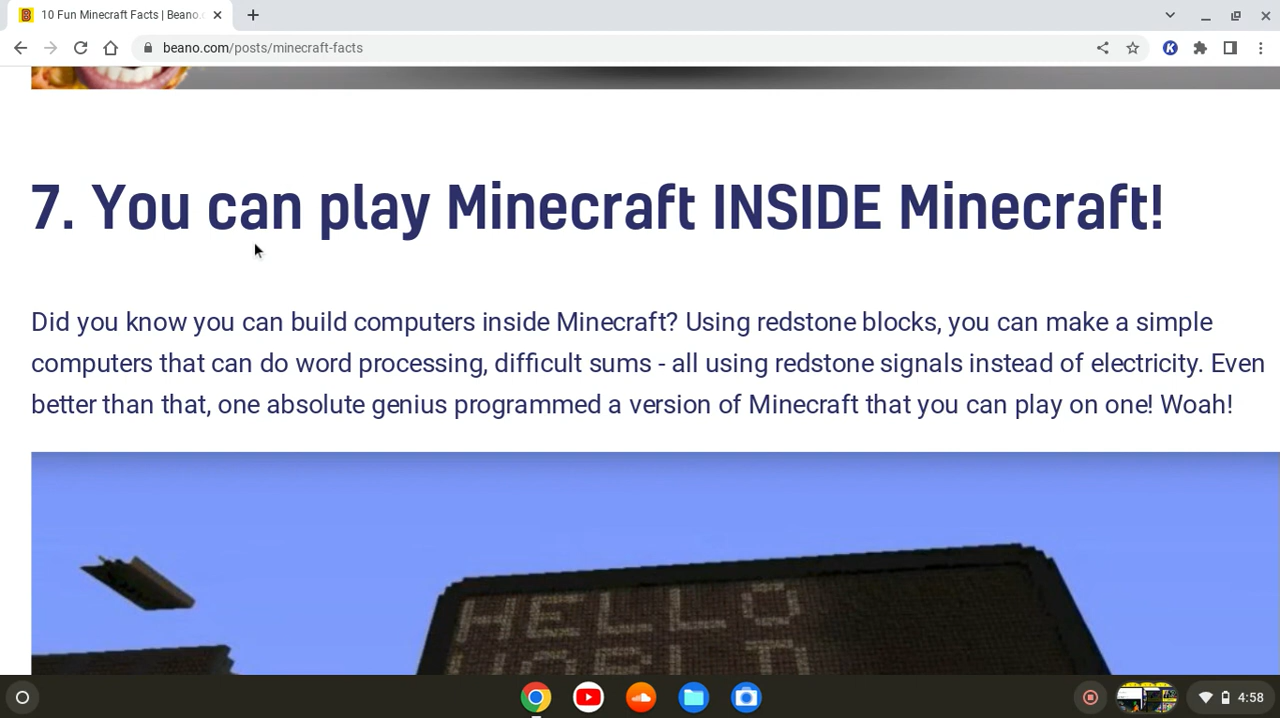 10 Fun Minecraft Facts | Beano.c
beano.com/posts/minecraft-facts
7. You can play Minecraft INSIDE Minecraft!
Did you know you can build computers inside Minecraft? Using redstone blocks, you can make a simple
computers that can do word processing, difficult sums - all using redstone signals instead of electricity. Even
better than that, one absolute genius programmed a version of Minecraft that you can play on one! Woah!
HELLO
WORLD
4:58